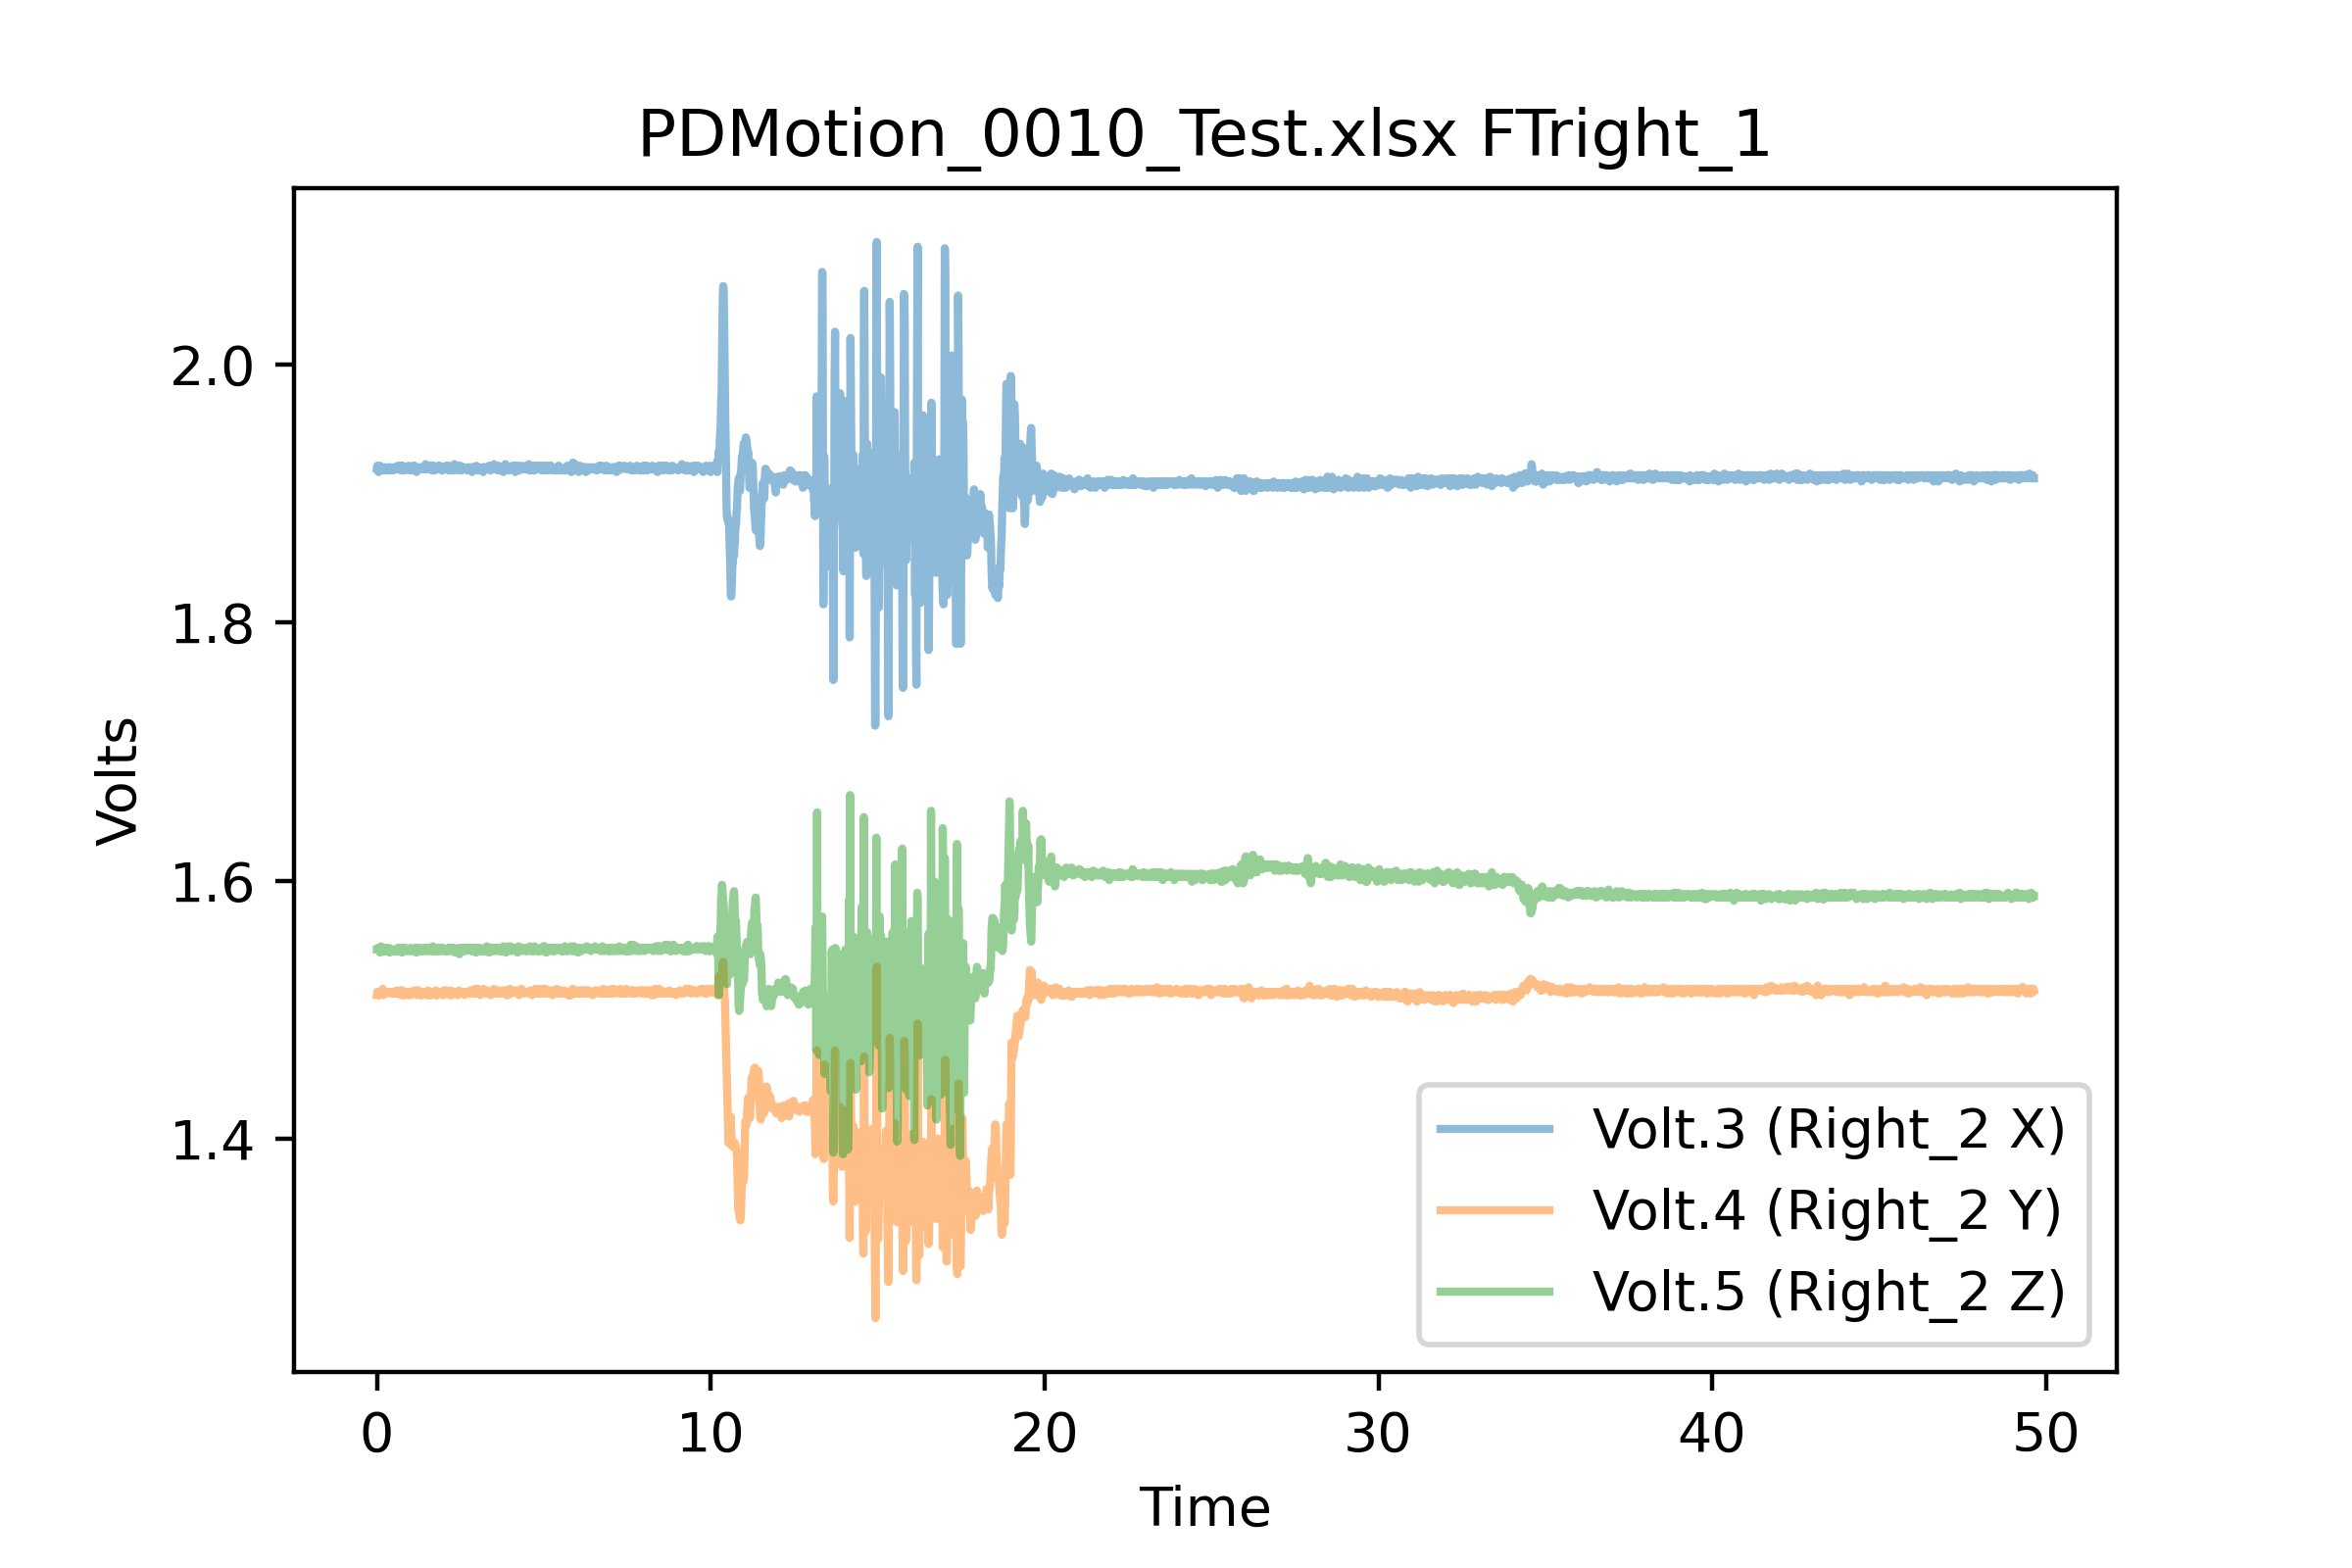 PDMotion_0010_Test.xlsx FTright_1
2.0
1.8
1.6
1.4
Volts
0 10 20 30 40 50
Time
Volt.3 (Right_2 X)
Volt.4 (Right_2 Y)
Volt.5 (Right_2 Z)